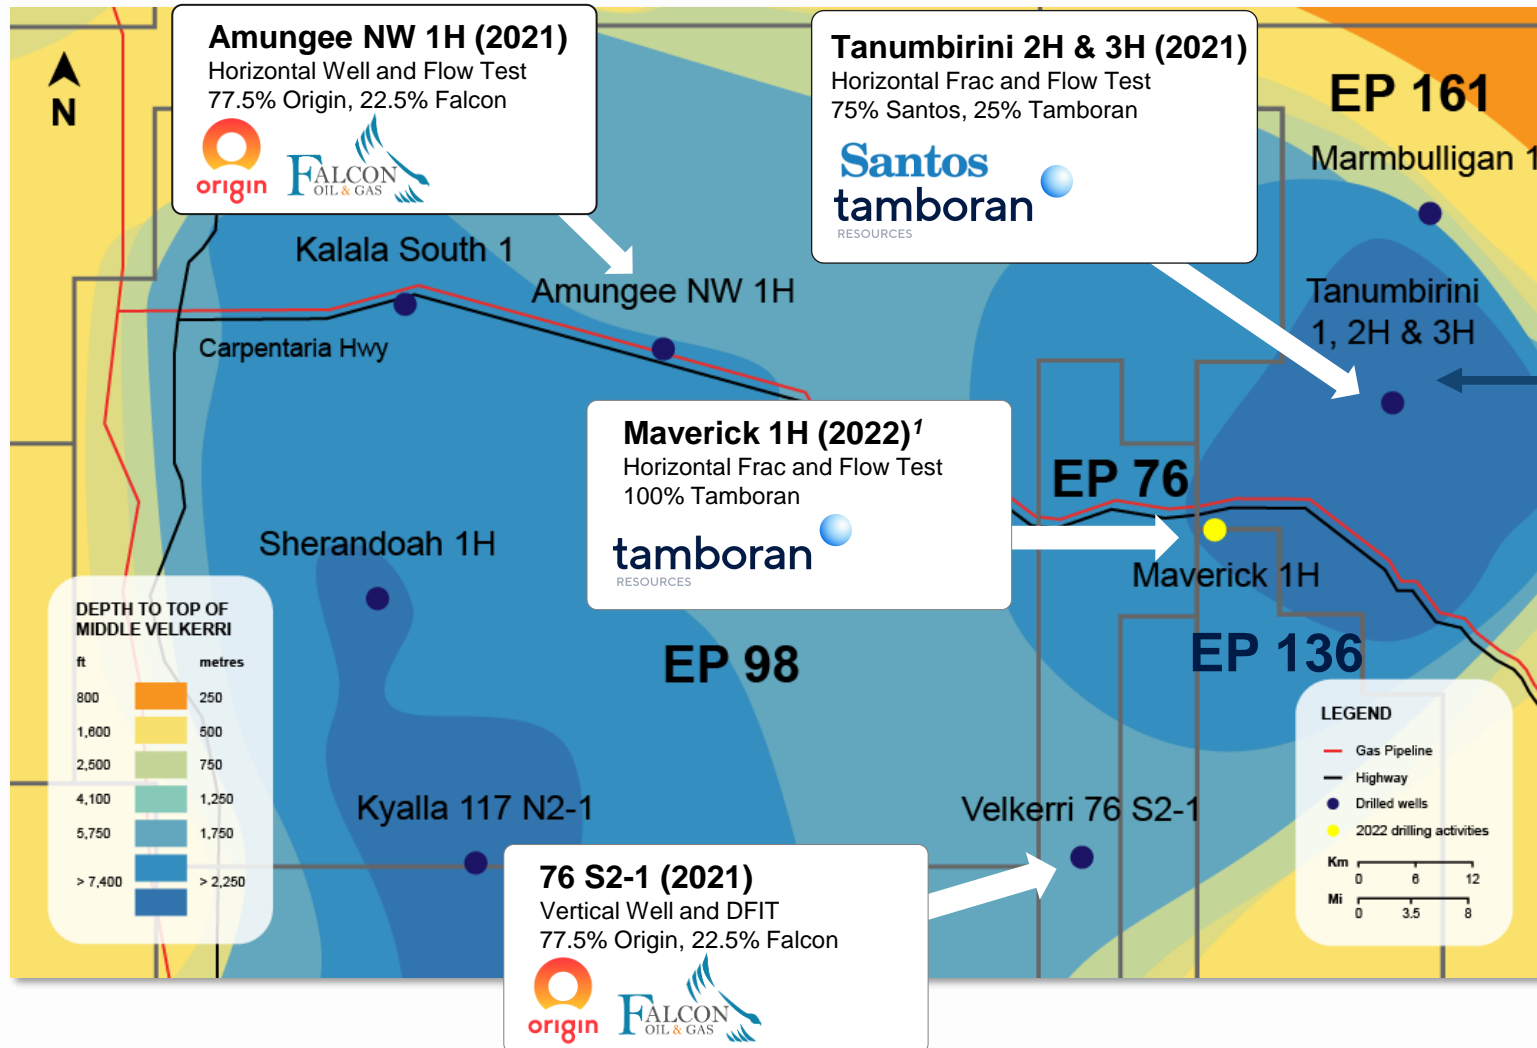 Amungee NW 1H (2021)
Horizontal Well and Flow Test
77.5% Origin, 22.5% Falcon
origin
FALCON
OIL & GAS
N
Tanumbirini 2H & 3H (2021)
Horizontal Frac and Flow Test
75% Santos, 25% Tamboran
Santos
tamboran
RESOURCES
EP 161
Marmbulligan 1
Kalala South 1
Amungee NW 1H
Tanumbirini
1, 2H & 3H
Carpentaria Hwy
Maverick 1H (2022)¹
Horizontal Frac and Flow Test
100% Tamboran
tamboran
RESOURCES
EP 76
Maverick 1H
Sherandoah 1H
EP 98
EP 136
DEPTH TO TOP OF
MIDDLE VELKERRI
ft metres
800 250
1,600 500
2,500 750
4,100 1,250
5,750 1,750
> 7,400 > 2,250
Kyalla 117 N2-1
Velkerri 76 S2-1
LEGEND
Gas Pipeline
Highway
Drilled wells
2022 drilling activities
Km
0 6 12
Mi
0 3.5 8
76 S2-1 (2021)
Vertical Well and DFIT
77.5% Origin, 22.5% Falcon
origin
FALCON
OIL & GAS